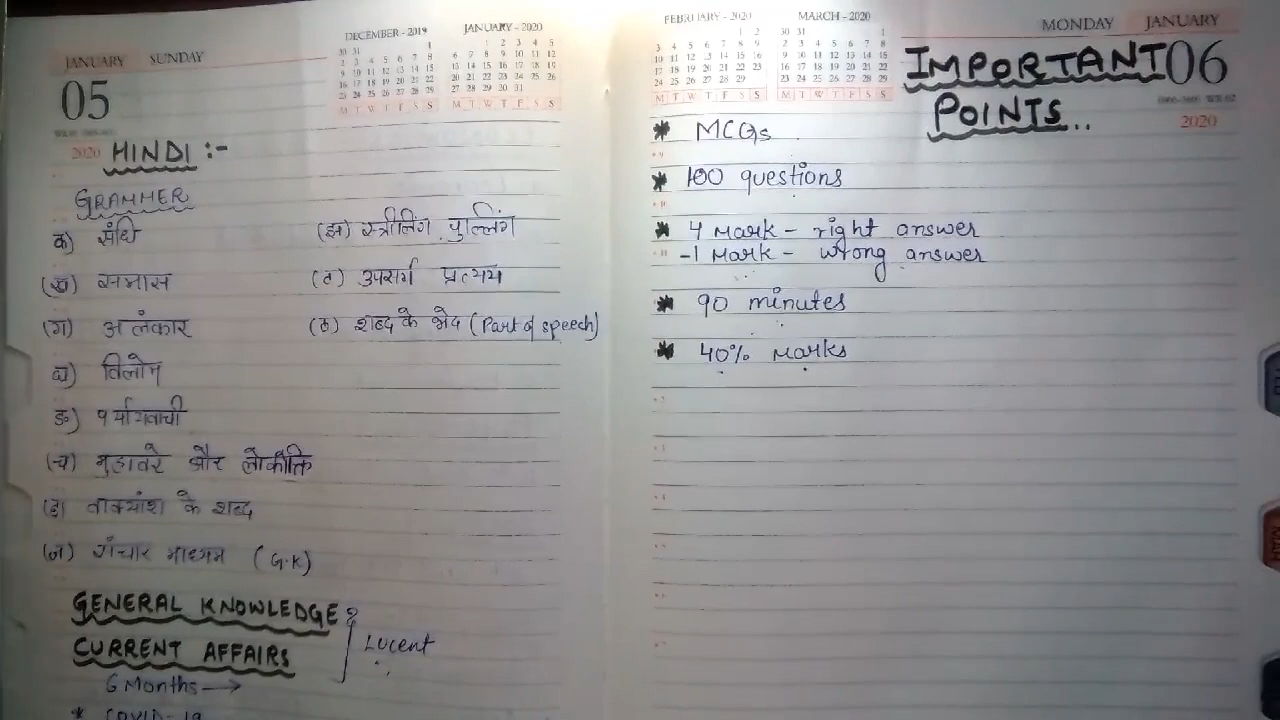 JANUARY SUNDAY
05
2020
DECEMBER - 2019
JANUARY - 2020
M T W T F S S
M T W T F S S
HINDI :-
GRAMMER
क) संधि
(ख) समास
(ग) अलंकार
घ) विलोम
ङ) पर्यायवाची
(च) मुहावरे और लोकोक्ति
वाक्यांश के शब्द
(ज) संचार माध्यम (G.K)
(झ) स्त्रीलिंग, पुल्लिंग
(ट) उपसर्ग प्रत्यय
(ठ) शब्द के भेद (Part of speech)
GENERAL KNOWLEDGE &
CURRENT AFFAIRS
Lucent
6 Months →
* COVID-19
FEBRUARY - 2020
MARCH - 2020
M T W T F S S
M T W T F S S
MONDAY JANUARY
06
2020
IMPORTANT
POINTS..
* MCQs
* 100 questions
* 4 Mark - right answer
-1 Mark - wrong answer
* 90 minutes
* 40% marks